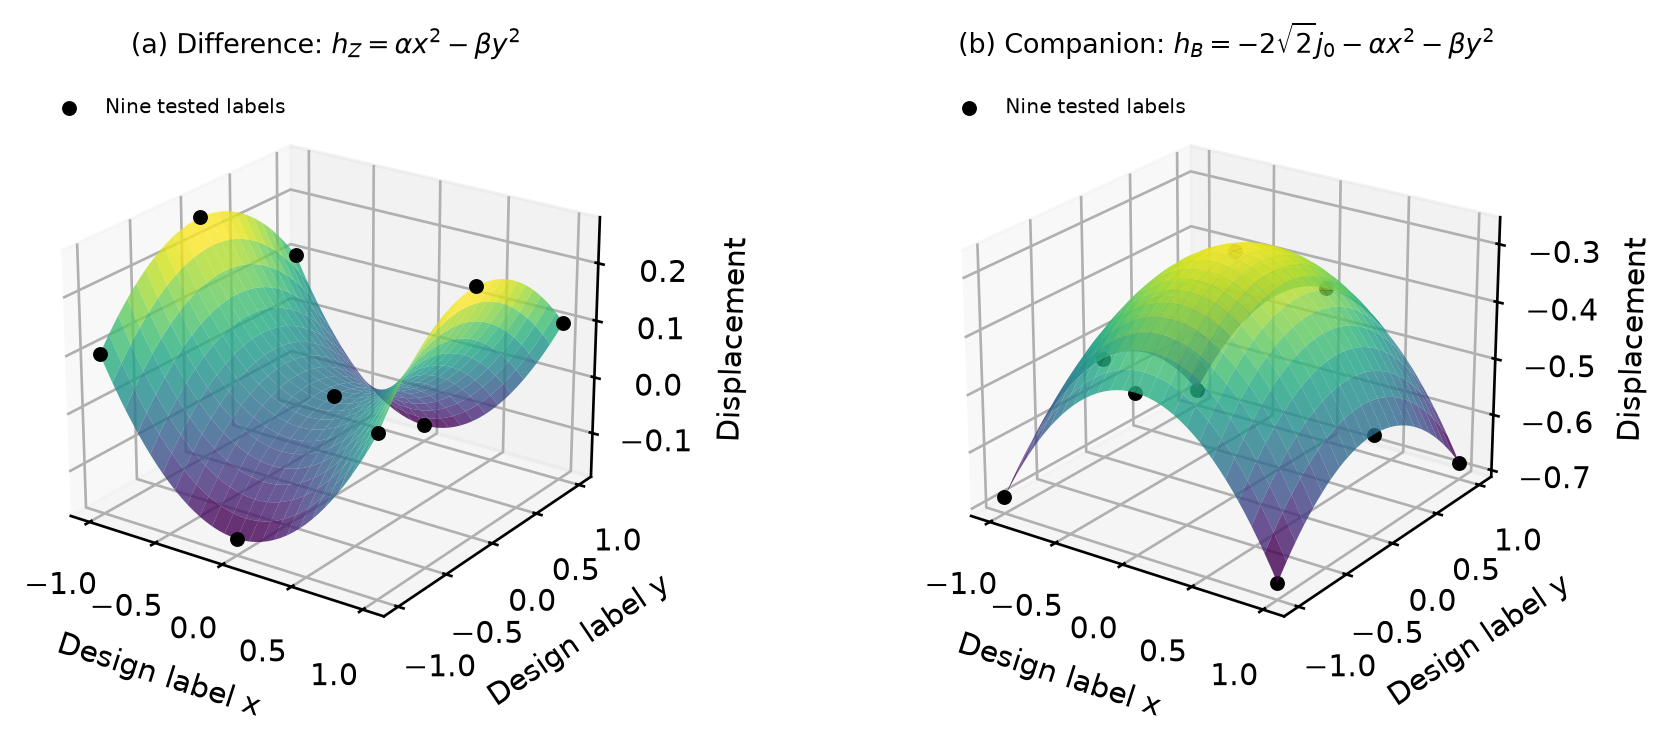 (a) Difference: h_Z = αx² − βy²
Nine tested labels
0.2
0.1
0.0
−0.1
Displacement
−1.0
−0.5
0.0
0.5
1.0
Design label x
−1.0
−0.5
0.0
0.5
1.0
Design label y
(b) Companion: h_B = −2√2j₀ − αx² − βy²
Nine tested labels
−0.3
−0.4
−0.5
−0.6
−0.7
Displacement
−1.0
−0.5
0.0
0.5
1.0
Design label x
−1.0
−0.5
0.0
0.5
1.0
Design label y